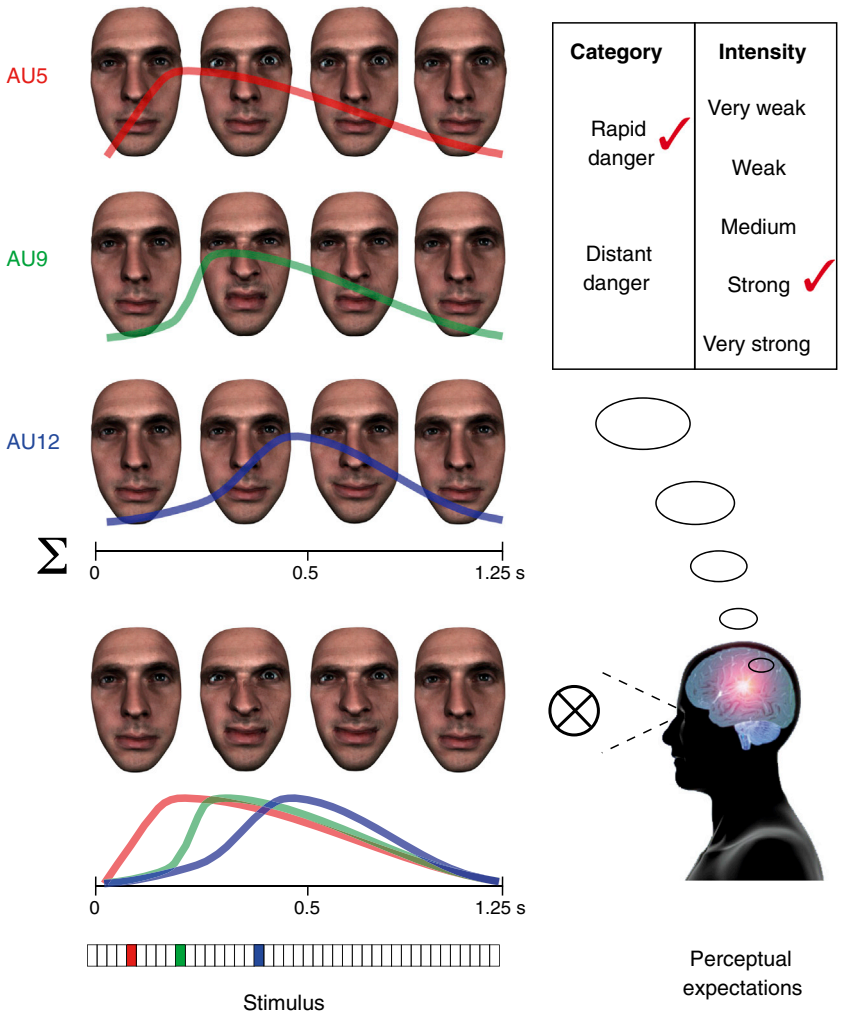 AU5
AU9
AU12
Σ
0
0.5
1.25 s
0
0.5
1.25 s
Stimulus
Category
Intensity
Rapid
danger
Distant
danger
Very weak
Weak
Medium
Strong
Very strong
Perceptual
expectations